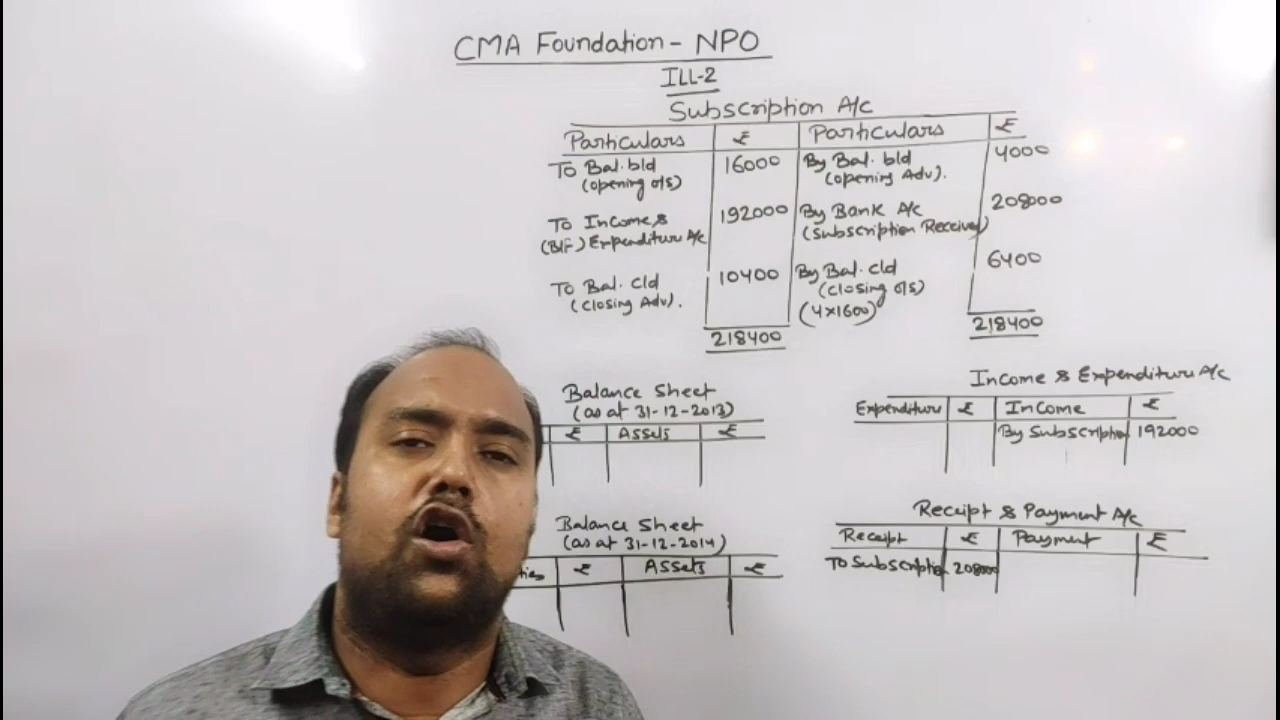 CMA Foundation - NPO
ILL-2
Subscription A/c
Particulars ₹ Particulars ₹
To Bal. b/d 16000 By Bal. b/d 4000
(opening o/s) (opening Adv).
To Income & 192000 By Bank A/c 208000
(B/F) Expenditure A/c (Subscription Received)
To Bal. c/d 10400 By Bal. c/d 6400
(closing Adv). (closing o/s)
(4x1600)
218400 218400
Balance Sheet
(as at 31-12-2013)
₹ Assets ₹
Income & Expenditure A/c
Expenditure ₹ Income ₹
By Subscription 192000
Balance Sheet
(as at 31-12-2014)
ties ₹ Assets ₹
Receipt & Payment A/c
Receipt ₹ Payment ₹
To Subscription 208000